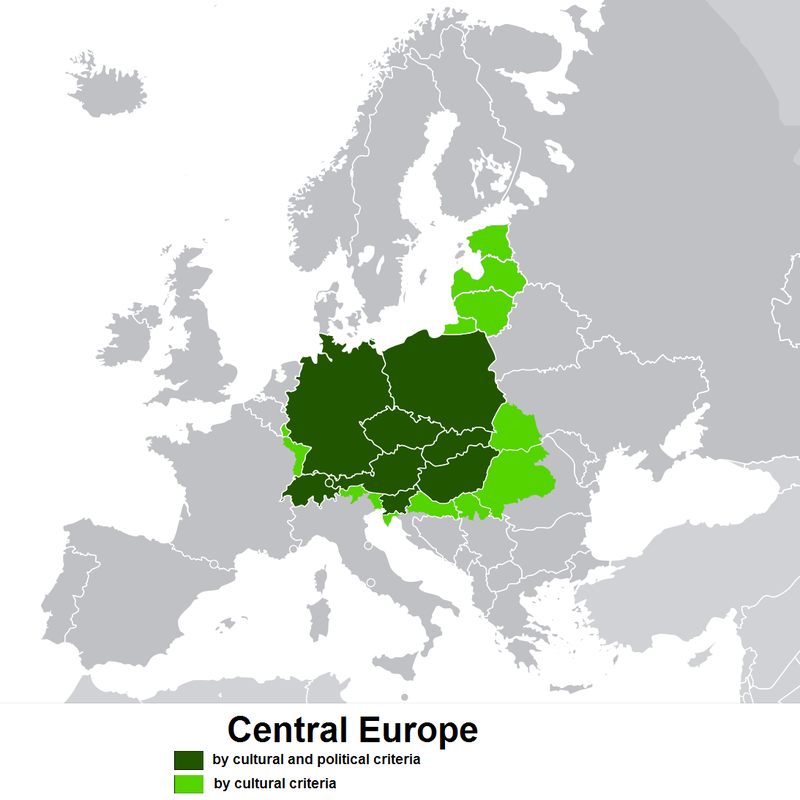 Central Europe
by cultural and political criteria
by cultural criteria